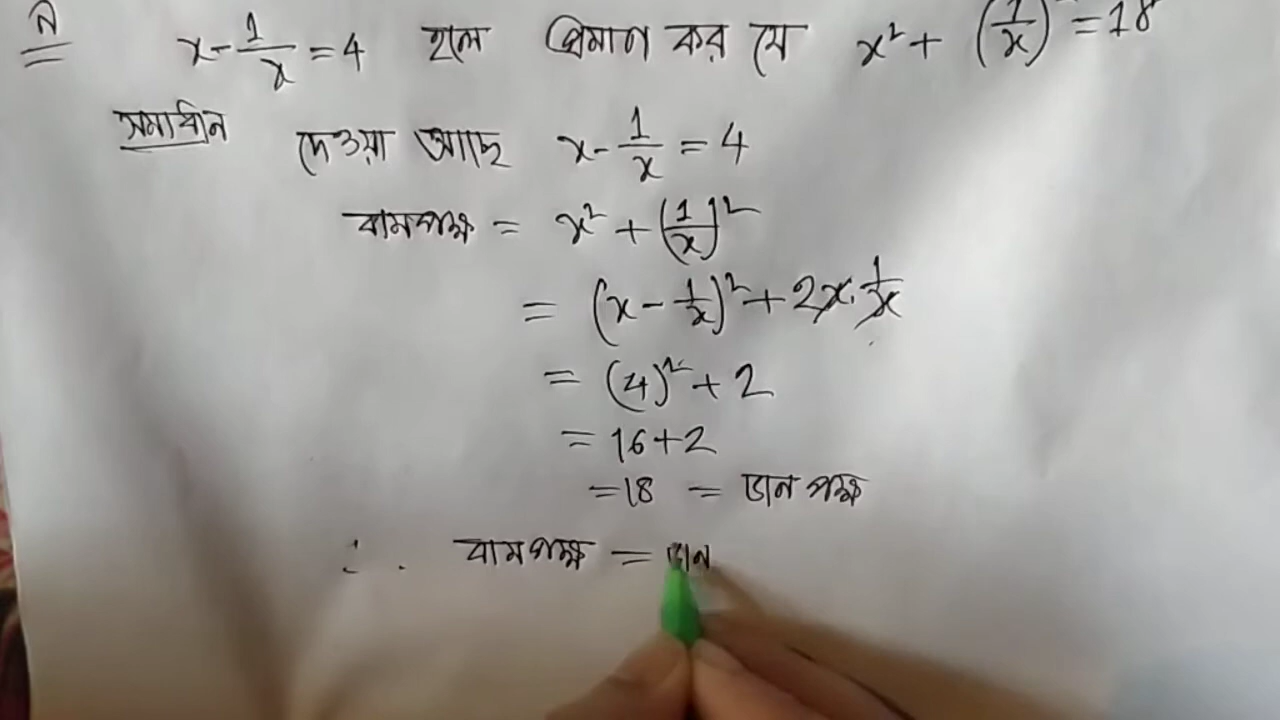 ন
x - 1/x = 4 হলে প্রমাণ কর যে x² + (1/x)² = 18
সমাধান দেওয়া আছে x - 1/x = 4
বামপক্ষ = x² + (1/x)²
= (x - 1/x)² + 2x · 1/x
= (4)² + 2
= 16 + 2
= 18 = ডান পক্ষ
∴ বামপক্ষ = ডান